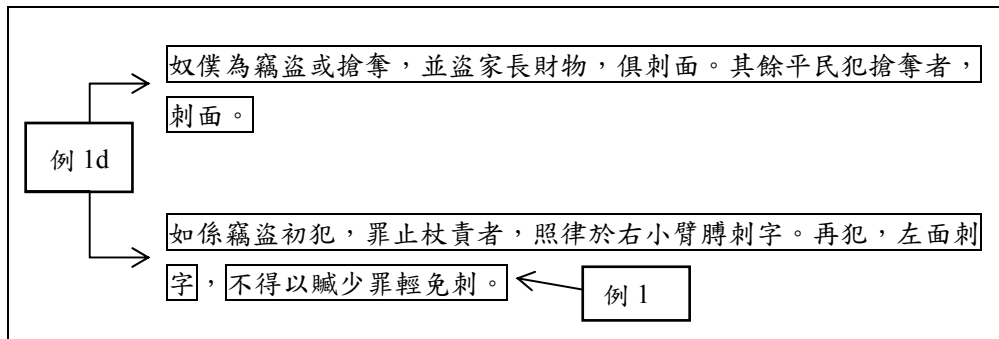 奴僕為竊盜或搶奪，並盜家長財物，俱刺面。其餘平民犯搶奪者，
刺面。
例 1d
如係竊盜初犯，罪止杖責者，照律於右小臂膊刺字。再犯，左面刺
字，不得以贓少罪輕免刺。
例 1